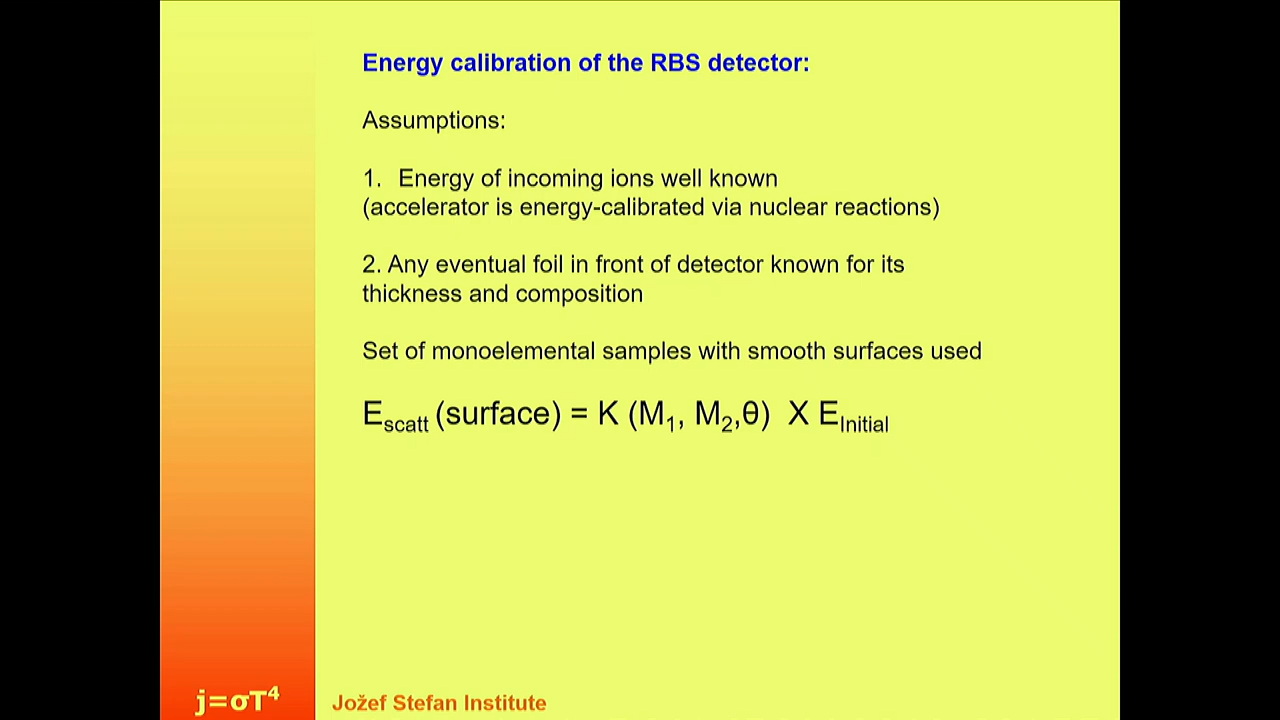 Energy calibration of the RBS detector:
Assumptions:
1. Energy of incoming ions well known
(accelerator is energy-calibrated via nuclear reactions)
2. Any eventual foil in front of detector known for its
thickness and composition
Set of monoelemental samples with smooth surfaces used
E_scatt (surface) = K (M₁, M₂,θ) X E_Initial
j=σT⁴
Jožef Stefan Institute